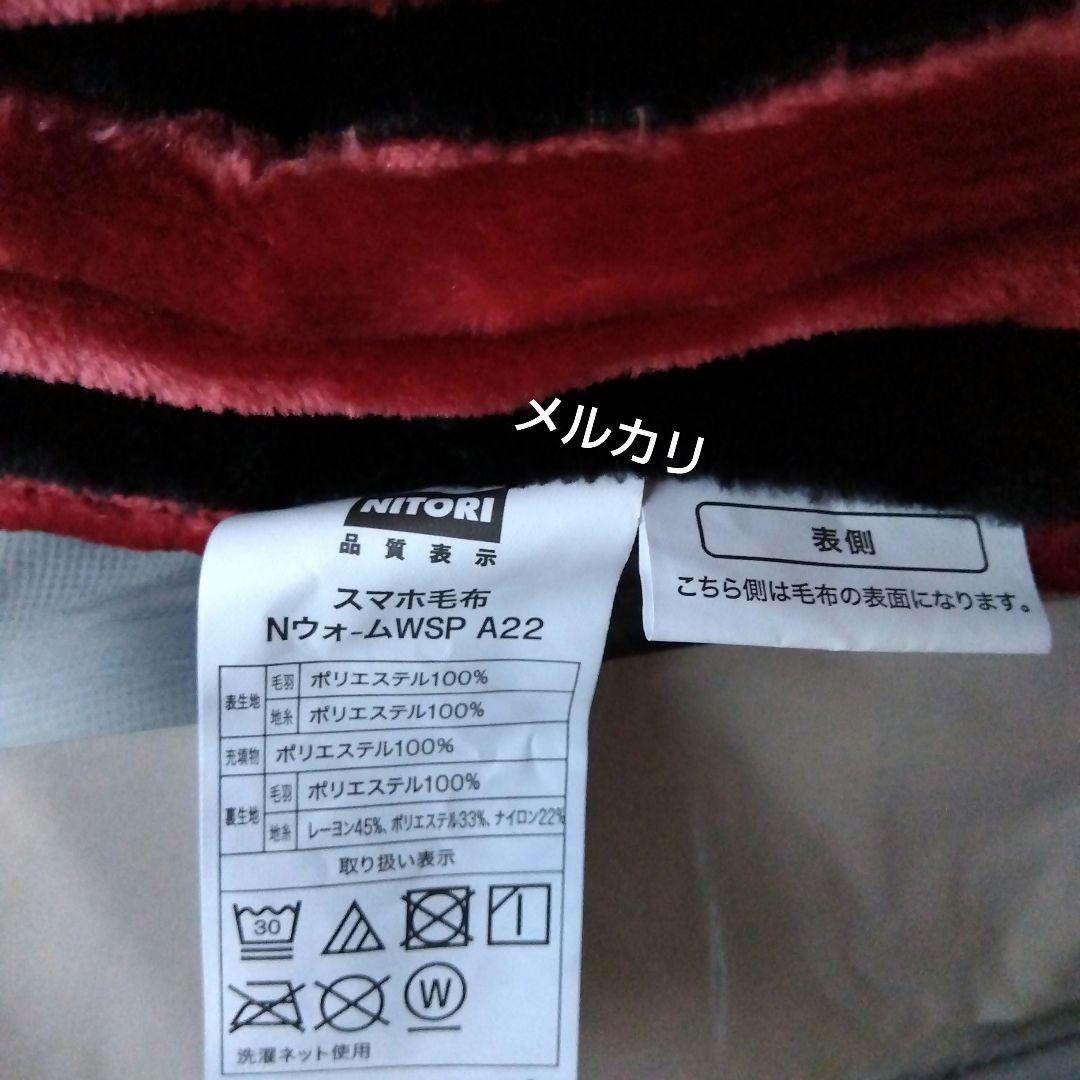 メルカリ
NITORI
品質表示
スマホ毛布
NウォームWSP A22
表生地 毛羽 ポリエステル100%
地糸 ポリエステル100%
充填物 ポリエステル100%
裏生地 毛羽 ポリエステル100%
地糸 レーヨン45%、ポリエステル33%、ナイロン22%
取り扱い表示
30
W
洗濯ネット使用
表側
こちら側は毛布の表面になります。